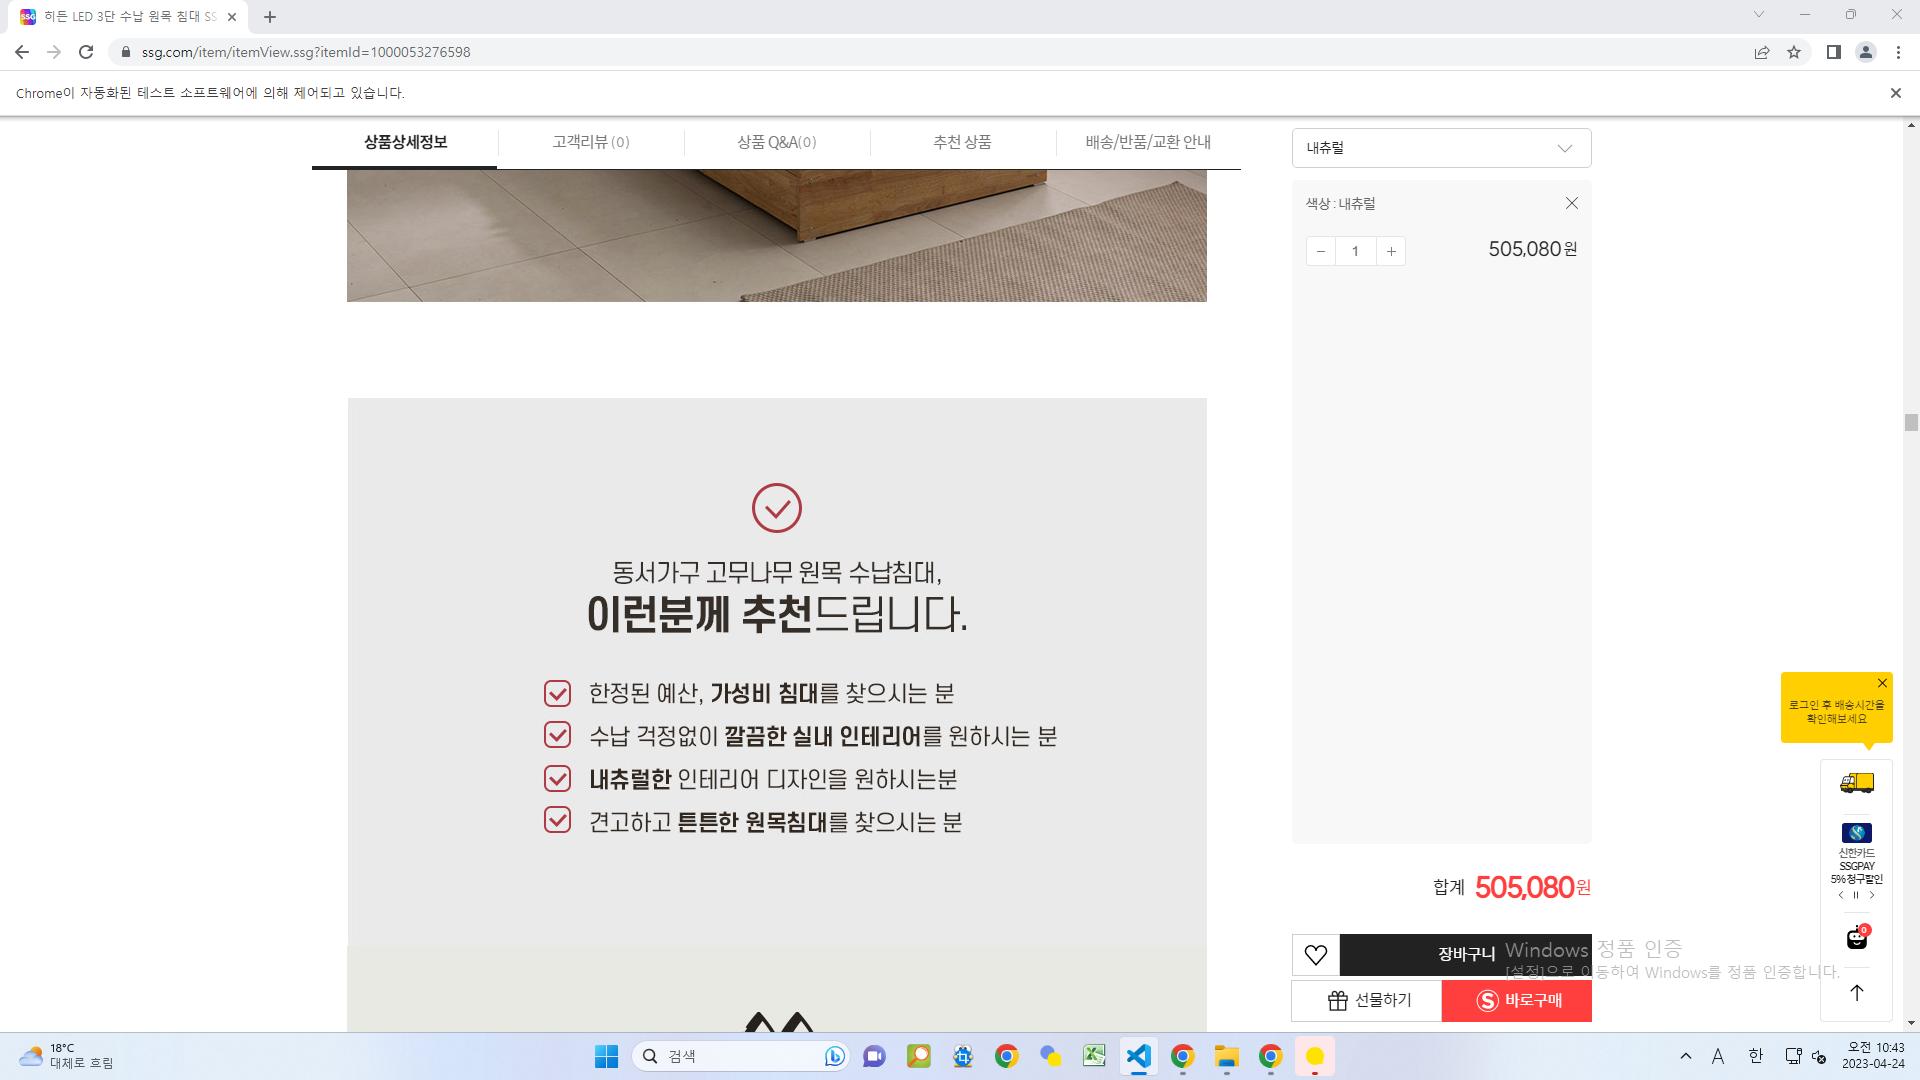 히든 LED 3단 수납 원목 침대 SS
ssg.com/item/itemView.ssg?itemId=1000053276598
Chrome이 자동화된 테스트 소프트웨어에 의해 제어되고 있습니다.
상품상세정보
고객리뷰 (0)
상품 Q&A(0)
추천 상품
배송/반품/교환 안내
내츄럴
색상 : 내츄럴
1
505,080원
동서가구 고무나무 원목 수납침대,
이런분께 추천드립니다.
한정된 예산, 가성비 침대를 찾으시는 분
수납 걱정없이 깔끔한 실내 인테리어를 원하시는 분
내츄럴한 인테리어 디자인을 원하시는분
견고하고 튼튼한 원목침대를 찾으시는 분
로그인 후 배송시간을
확인해보세요
신한카드
SSGPAY
5% 청구할인
합계 505,080원
0
장바구니
Windows 정품 인증
[설정]으로 이동하여 Windows를 정품 인증합니다.
선물하기
바로구매
18°C
대체로 흐림
검색
A
한
오전 10:43
2023-04-24